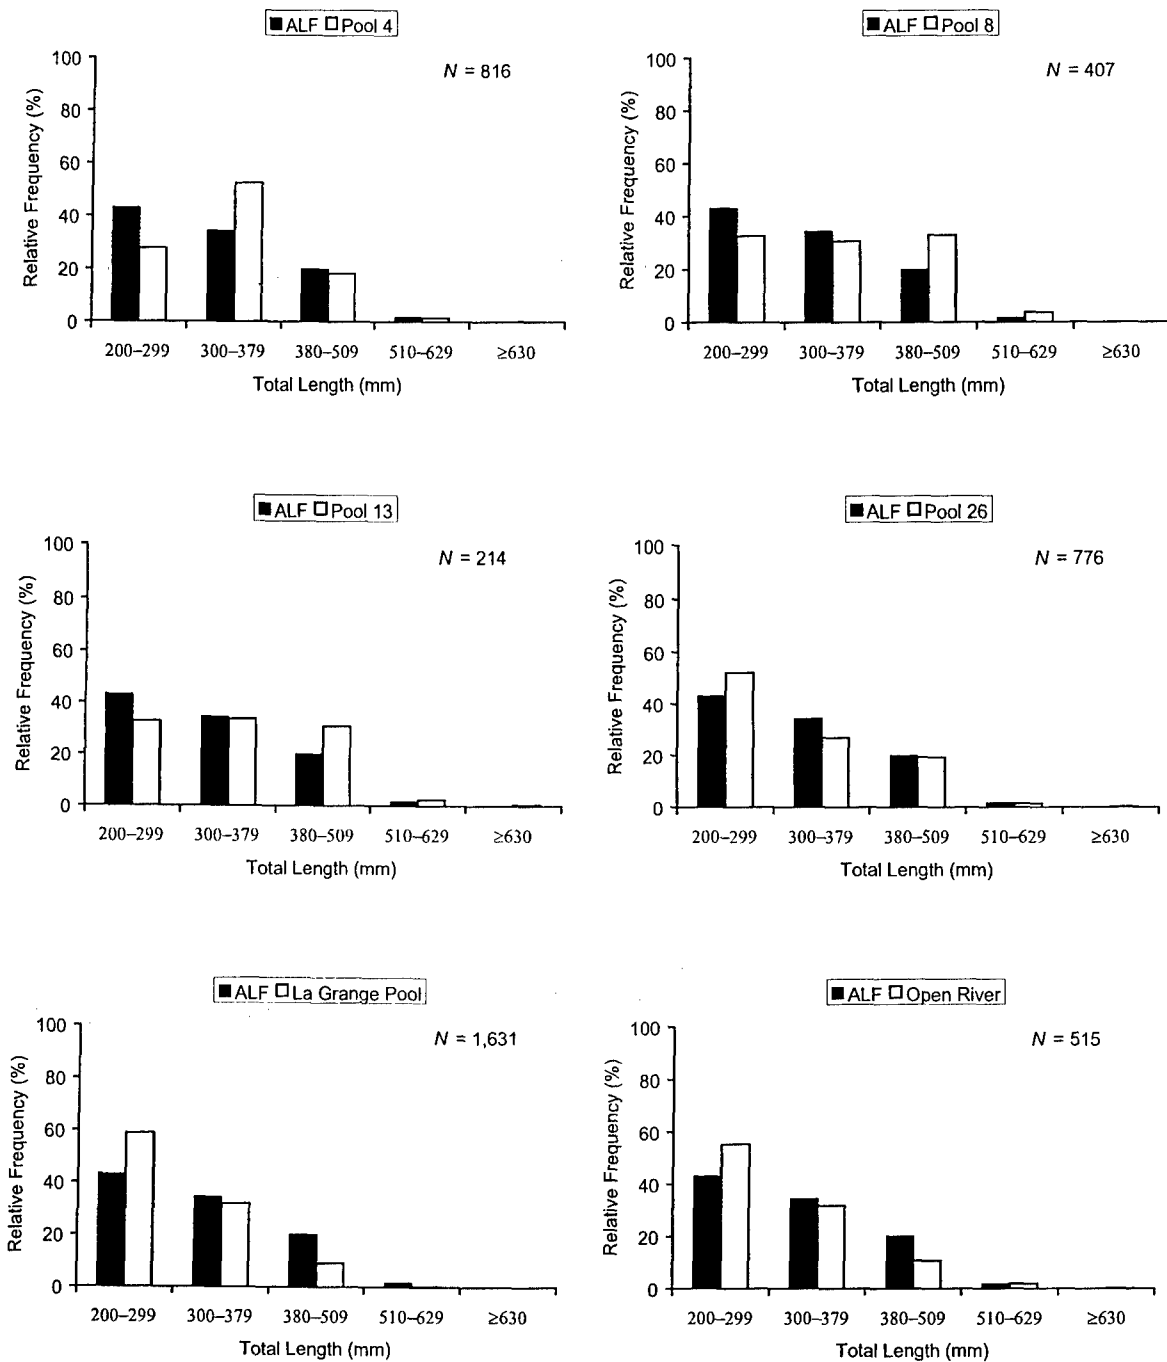 ■ALF □Pool 4
N = 816
Relative Frequency (%)
100
80
60
40
20
0
200–299 300–379 380–509 510–629 ≥630
Total Length (mm)
■ALF □Pool 8
N = 407
Relative Frequency (%)
100
80
60
40
20
0
200–299 300–379 380–509 510–629 ≥630
Total Length (mm)
■ALF □Pool 13
N = 214
Relative Frequency (%)
100
80
60
40
20
0
200–299 300–379 380–509 510–629 ≥630
Total Length (mm)
■ALF □Pool 26
N = 776
Relative Frequency (%)
100
80
60
40
20
0
200–299 300–379 380–509 510–629 ≥630
Total Length (mm)
■ALF □La Grange Pool
N = 1,631
Relative Frequency (%)
100
80
60
40
20
0
200–299 300–379 380–509 510–629 ≥630
Total Length (mm)
■ALF □Open River
N = 515
Relative Frequency (%)
100
80
60
40
20
0
200–299 300–379 380–509 510–629 ≥630
Total Length (mm)